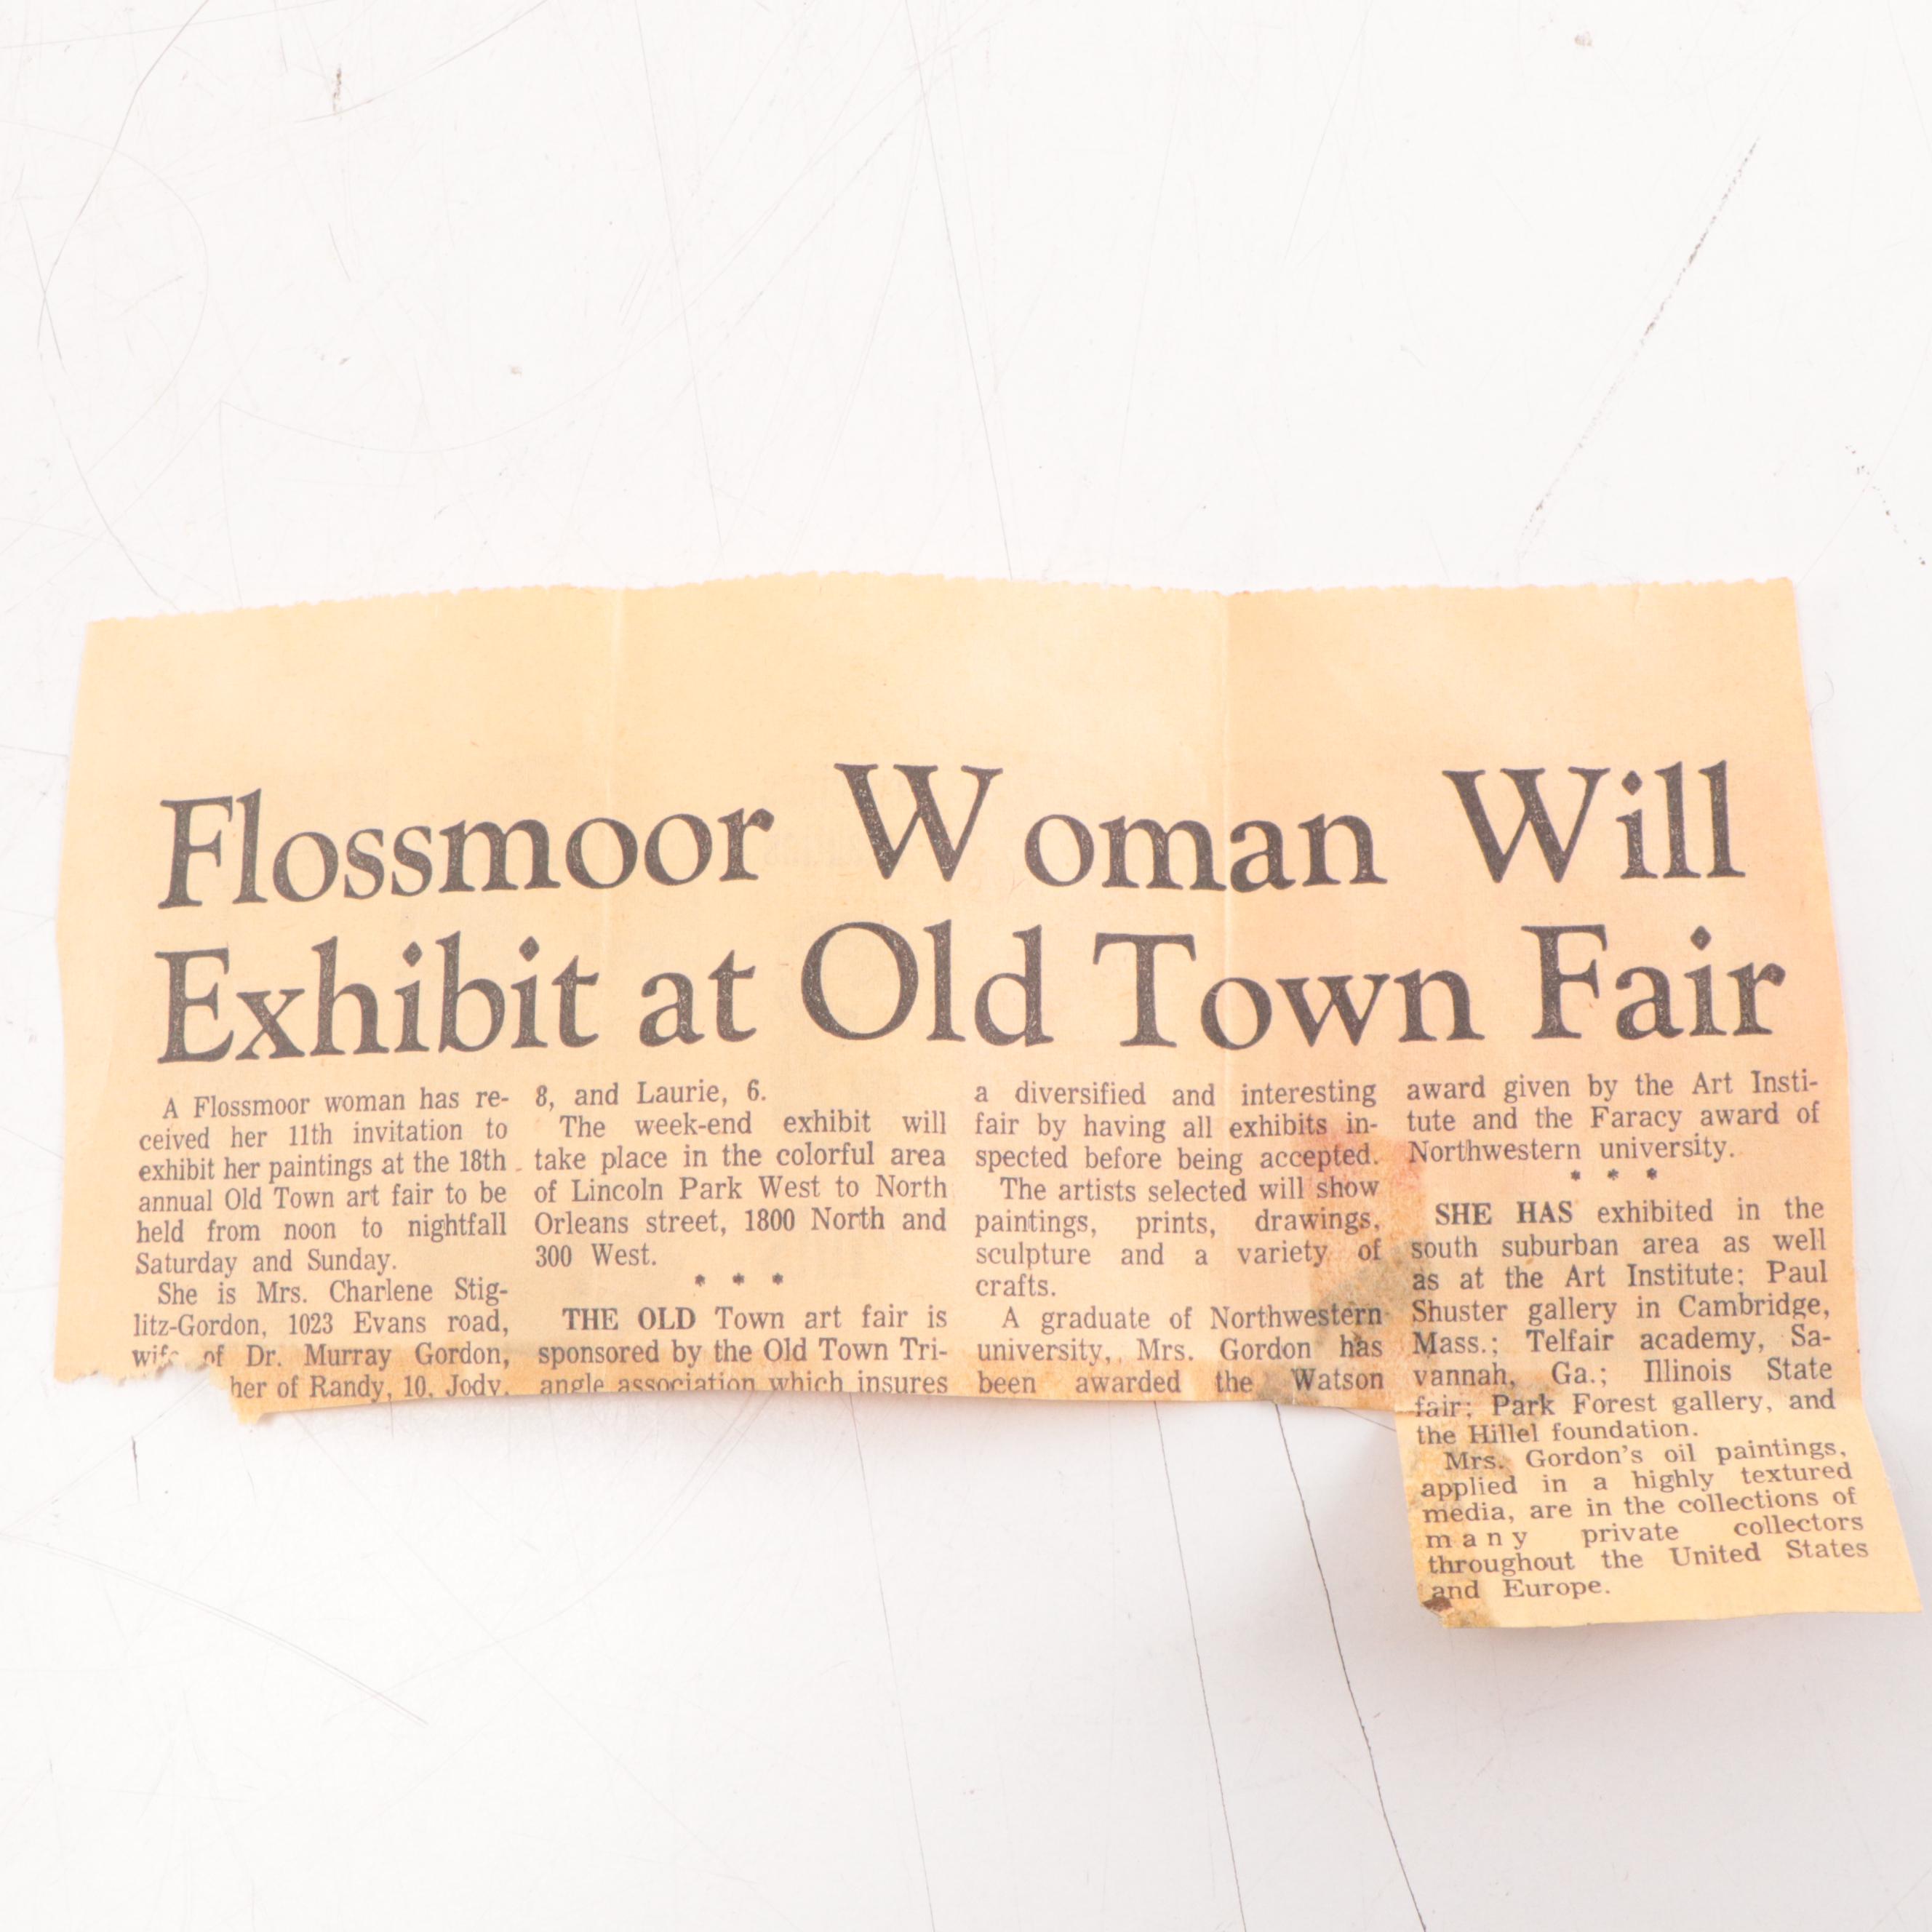 Flossmoor Woman Will
Exhibit at Old Town Fair
A Flossmoor woman has re-
ceived her 11th invitation to
exhibit her paintings at the 18th
annual Old Town art fair to be
held from noon to nightfall
Saturday and Sunday.
She is Mrs. Charlene Stig-
litz-Gordon, 1023 Evans road,
wife of Dr. Murray Gordon,
her of Randy, 10, Jody,
8, and Laurie, 6.
The week-end exhibit will
take place in the colorful area
of Lincoln Park West to North
Orleans street, 1800 North and
300 West.
* * *
THE OLD Town art fair is
sponsored by the Old Town Tri-
angle association which insures
a diversified and interesting
fair by having all exhibits in-
spected before being accepted.
The artists selected will show
paintings, prints, drawings,
sculpture and a variety of
crafts.
A graduate of Northwestern
university, Mrs. Gordon has
been awarded the Watson
award given by the Art Insti-
tute and the Faracy award of
Northwestern university.
* * *
SHE HAS exhibited in the
south suburban area as well
as at the Art Institute; Paul
Shuster gallery in Cambridge,
Mass.; Telfair academy, Sa-
vannah, Ga.; Illinois State
fair; Park Forest gallery, and
the Hillel foundation.
Mrs. Gordon's oil paintings,
applied in a highly textured
media, are in the collections of
many private collectors
throughout the United States
and Europe.